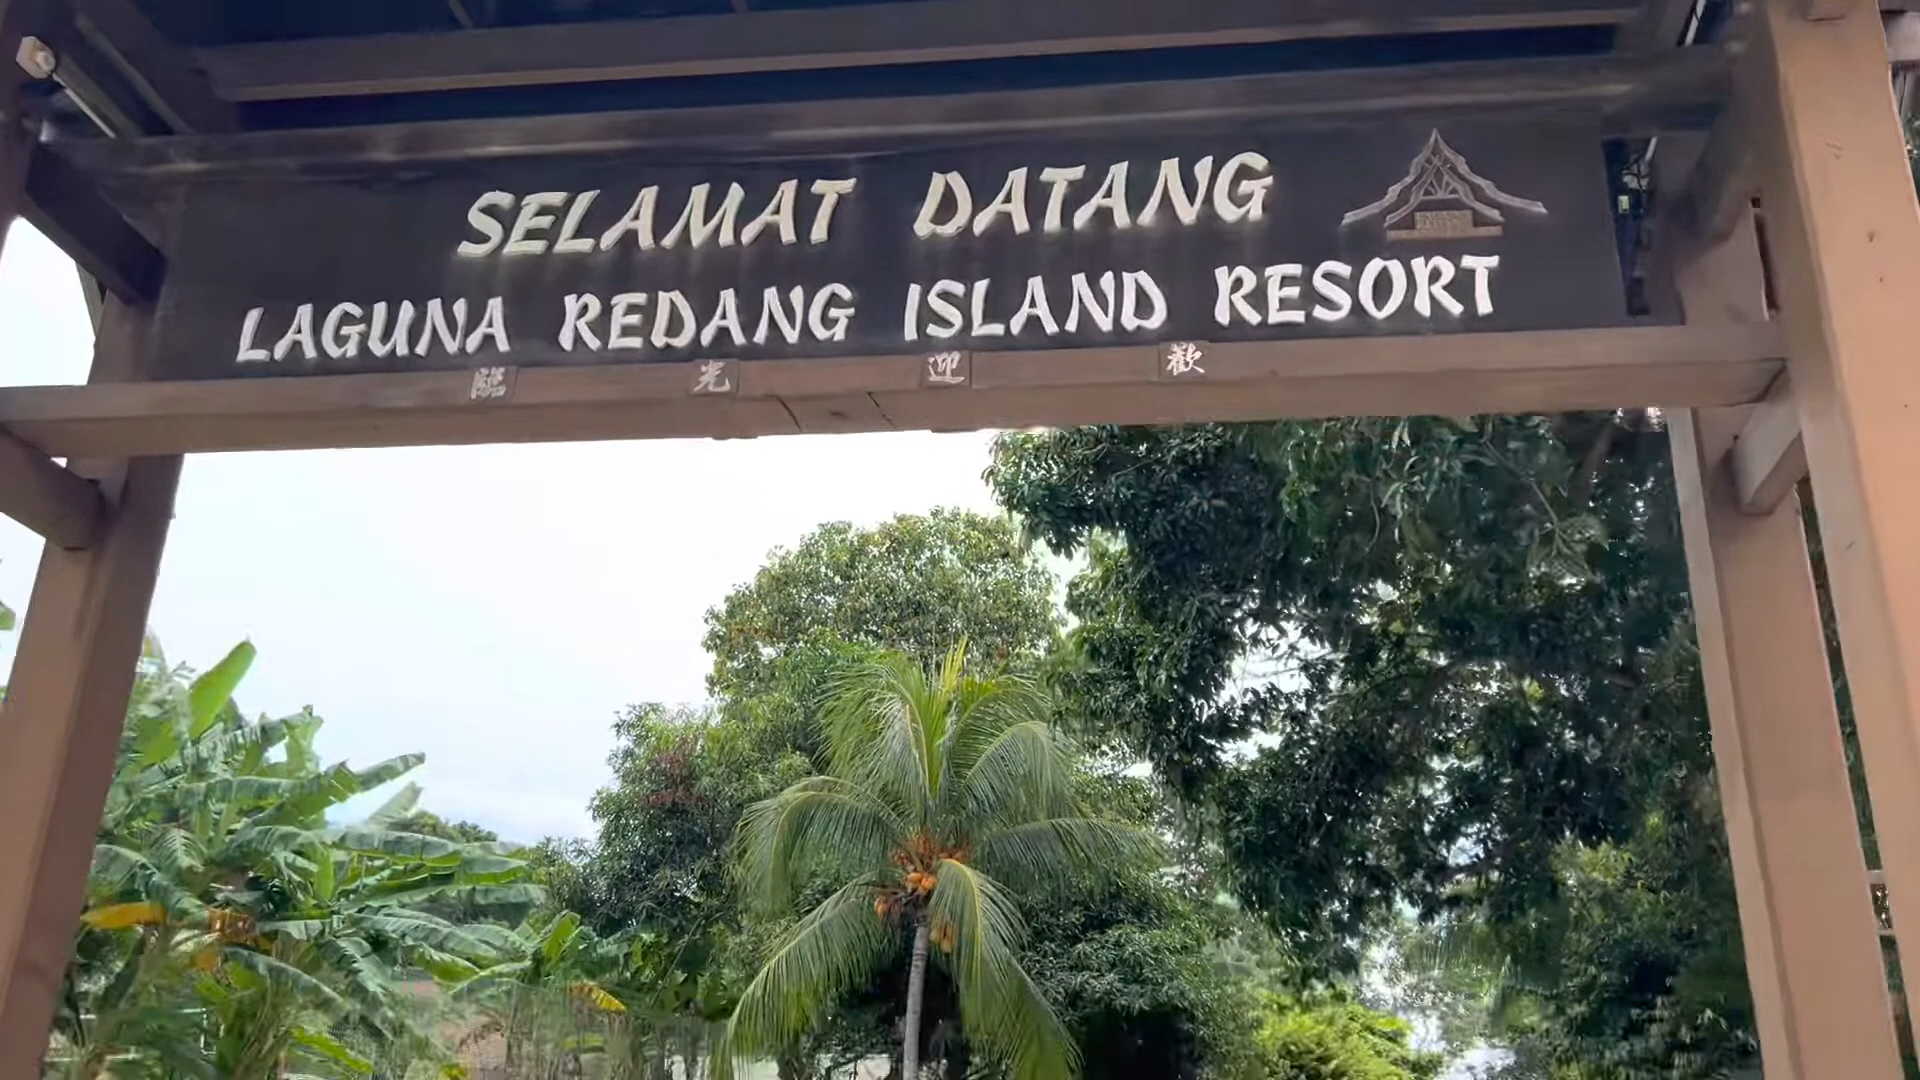 SELAMAT DATANG
LAGUNA REDANG ISLAND RESORT
歡迎光臨